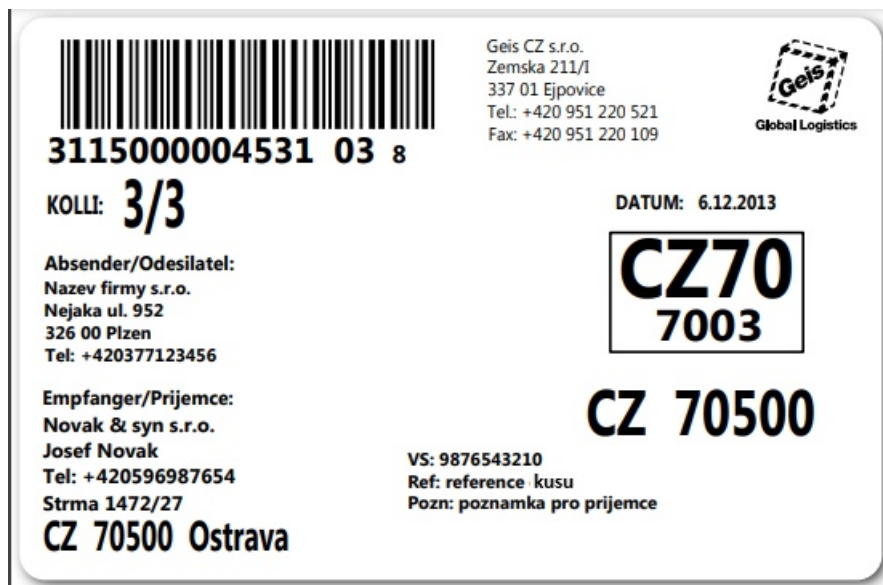 3115000004531 03 8
Geis CZ s.r.o.
Zemska 211/I
337 01 Ejpovice
Tel.: +420 951 220 521
Fax: +420 951 220 109
Geis
Global Logistics
KOLLI: 3/3
DATUM: 6.12.2013
CZ70
7003
Absender/Odesilatel:
Nazev firmy s.r.o.
Nejaka ul. 952
326 00 Plzen
Tel: +420377123456
CZ 70500
Empfanger/Prijemce:
Novak & syn s.r.o.
Josef Novak
Tel: +420596987654
Strma 1472/27
CZ 70500 Ostrava
VS: 9876543210
Ref: reference kusu
Pozn: poznamka pro prijemce